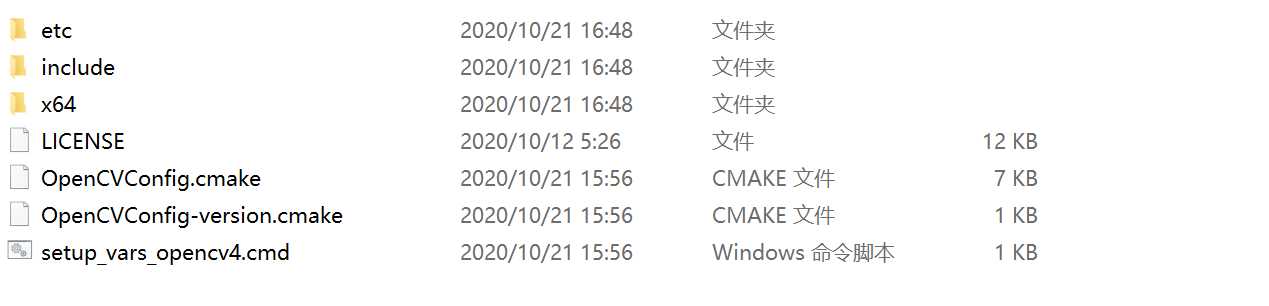 etc 2020/10/21 16:48 文件夹
include 2020/10/21 16:48 文件夹
x64 2020/10/21 16:48 文件夹
LICENSE 2020/10/12 5:26 文件 12 KB
OpenCVConfig.cmake 2020/10/21 15:56 CMAKE 文件 7 KB
OpenCVConfig-version.cmake 2020/10/21 15:56 CMAKE 文件 1 KB
setup_vars_opencv4.cmd 2020/10/21 15:56 Windows 命令脚本 1 KB